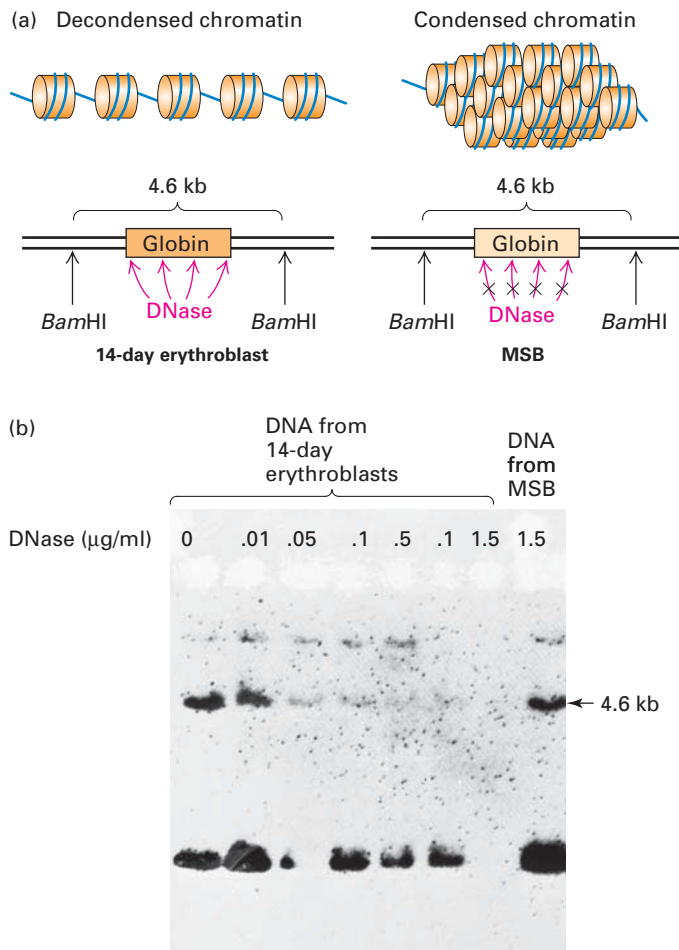 (a) Decondensed chromatin
Condensed chromatin
4.6 kb
4.6 kb
Globin
Globin
DNase
DNase
BamHI
BamHI
BamHI
BamHI
14-day erythroblast
MSB
(b)
DNA from
14-day
erythroblasts
DNA
from
MSB
DNase (μg/ml) 0 .01 .05 .1 .5 .1 1.5 1.5
4.6 kb